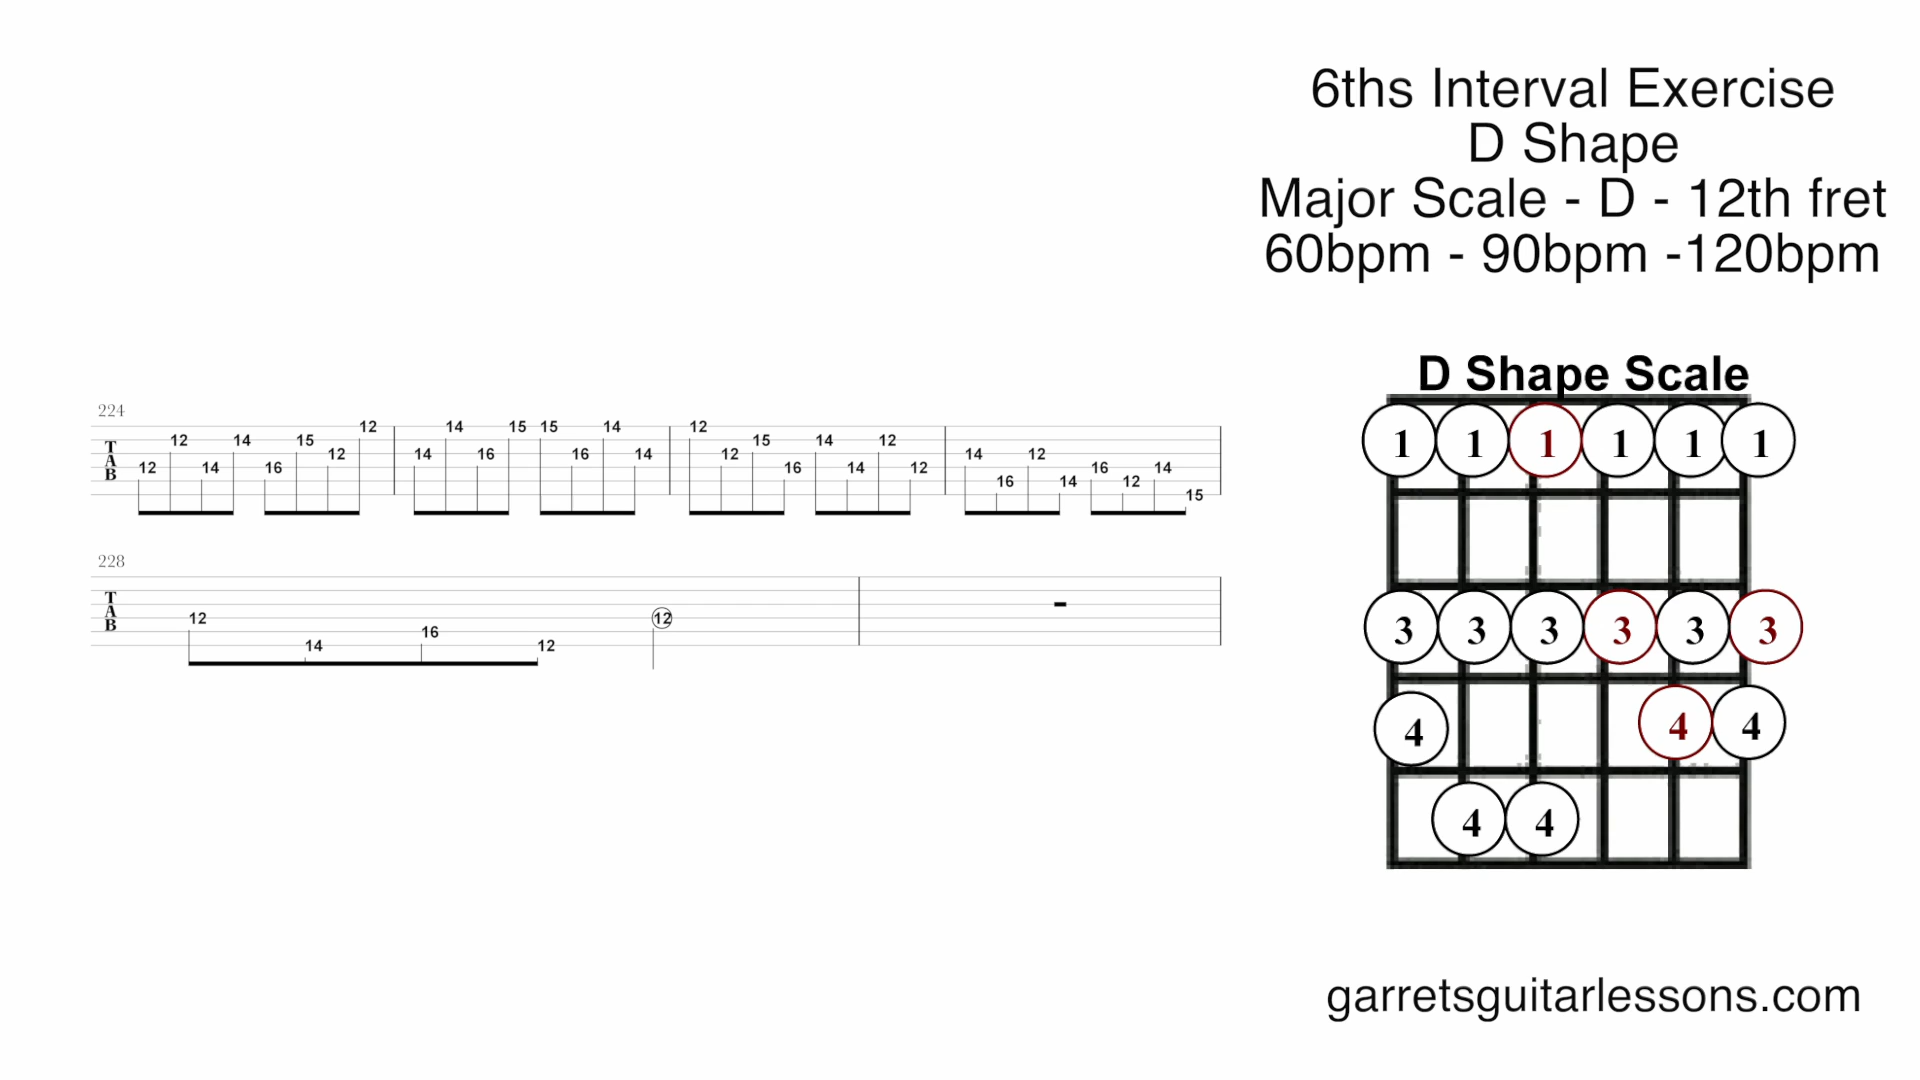 6ths Interval Exercise
D Shape
Major Scale - D - 12th fret
60bpm - 90bpm -120bpm
D Shape Scale
1 1 1 1 1 1
3 3 3 3 3 3
4 4 4
4 4
224
TAB 12 12 14 14 16 15 12 12 14 14 16 15 15 16 14 14 12 12 15 16 14 14 12 12 14 16 12 14 16 12 14 15
228
TAB 12 14 16 12 12
garretsguitarlessons.com